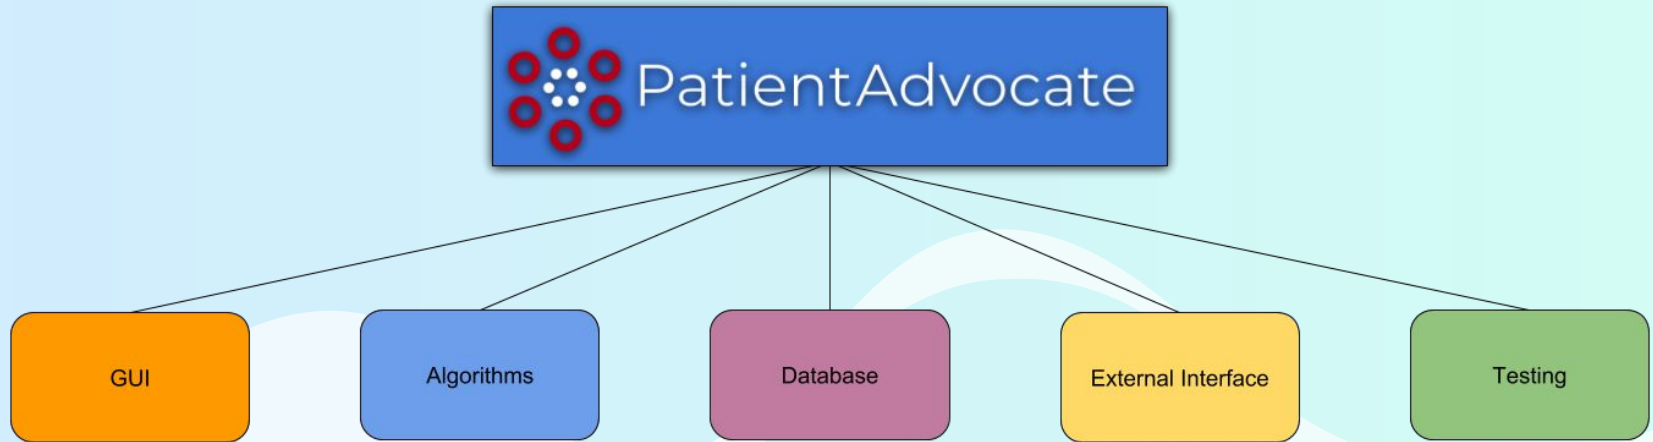 PatientAdvocate
GUI
Algorithms
Database
External Interface
Testing